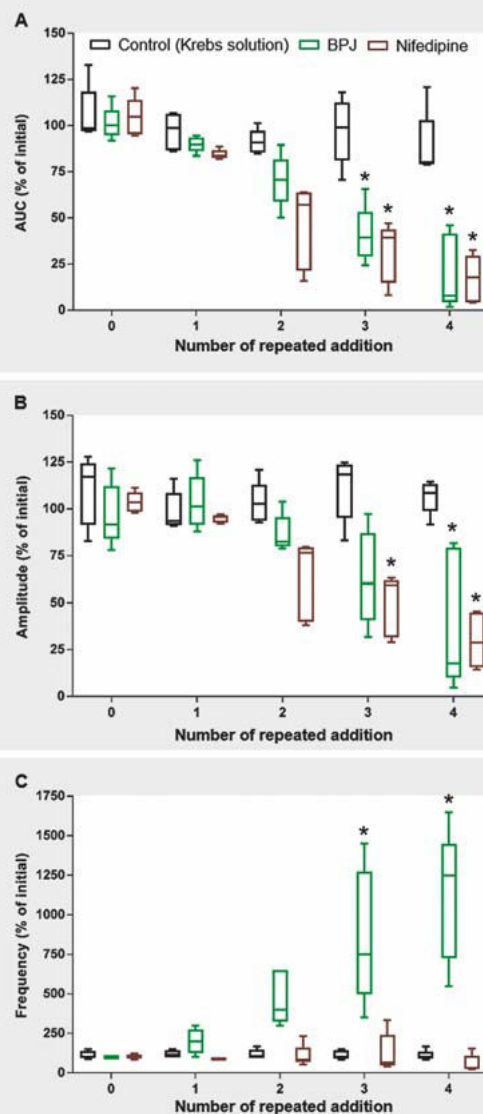 A
Control (Krebs solution) BPJ Nifedipine
AUC (% of initial)
150
125
100
75
50
25
0
* * * *
0 1 2 3 4
Number of repeated addition
B
Amplitude (% of initial)
150
125
100
75
50
25
0
* * *
0 1 2 3 4
Number of repeated addition
C
Frequency (% of initial)
1750
1500
1250
1000
750
500
250
0
* *
0 1 2 3 4
Number of repeated addition